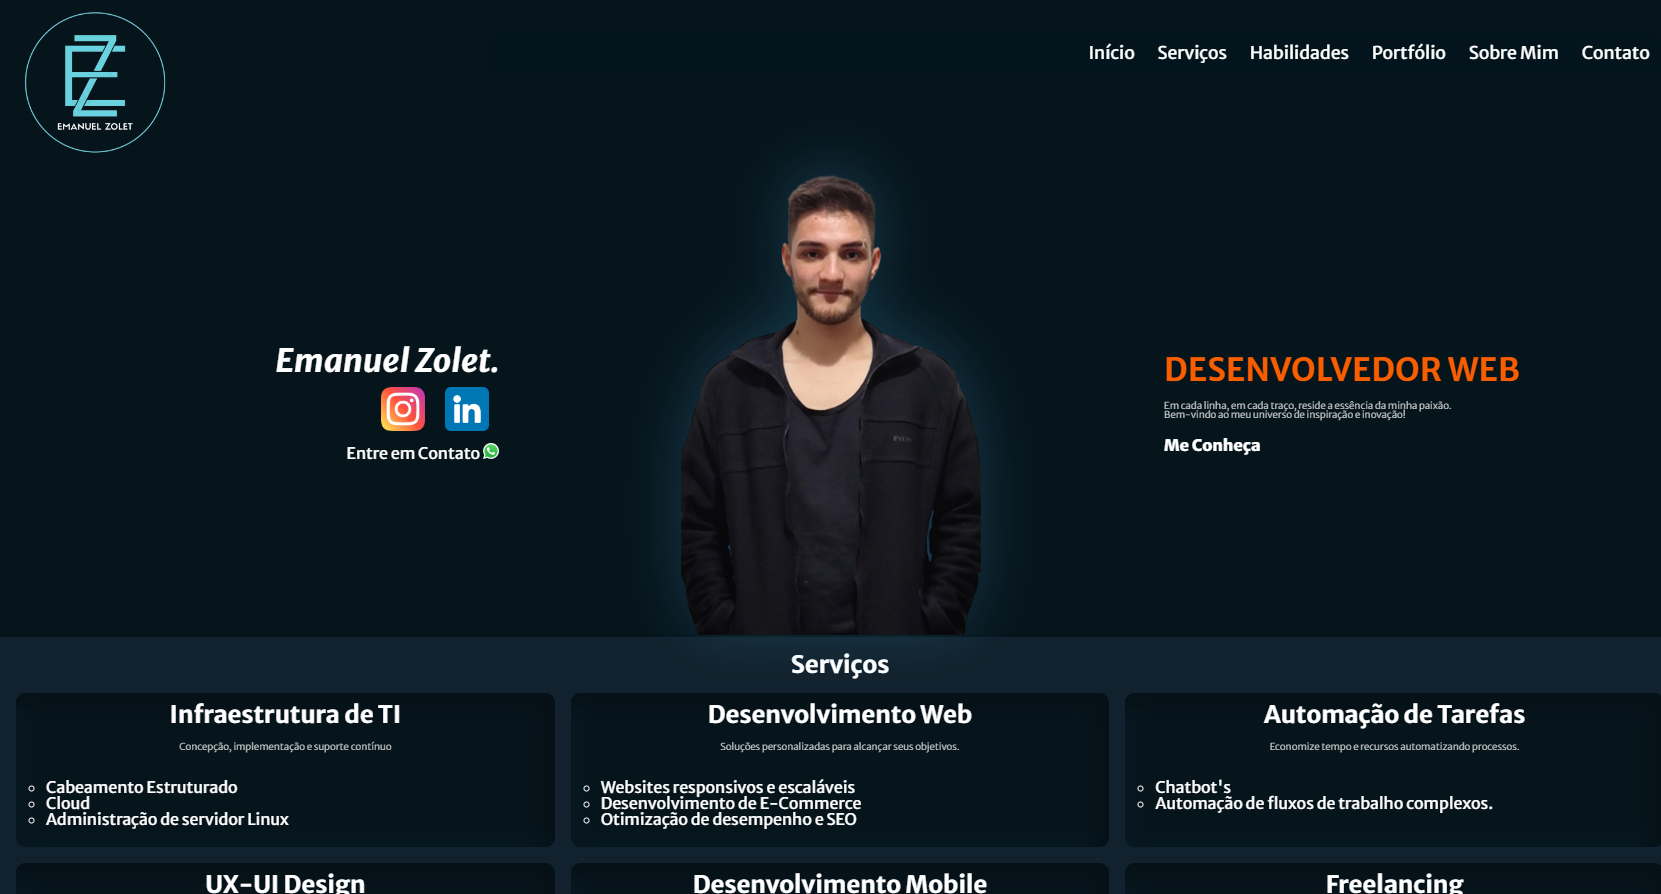 EZ
EMANUEL ZOLET
Início Serviços Habilidades Portfólio Sobre Mim Contato
Emanuel Zolet.
in
Entre em Contato
DESENVOLVEDOR WEB
Em cada linha, em cada traço, reside a essência da minha paixão.
Bem-vindo ao meu universo de inspiração e inovação!
Me Conheça
Serviços
Infraestrutura de TI
Concepção, implementação e suporte contínuo
Cabeamento Estruturado
Cloud
Administração de servidor Linux
Desenvolvimento Web
Soluções personalizadas para alcançar seus objetivos.
Websites responsivos e escaláveis
Desenvolvimento de E-Commerce
Otimização de desempenho e SEO
Automação de Tarefas
Economize tempo e recursos automatizando processos.
Chatbot's
Automação de fluxos de trabalho complexos.
UX-UI Design
Desenvolvimento Mobile
Freelancing